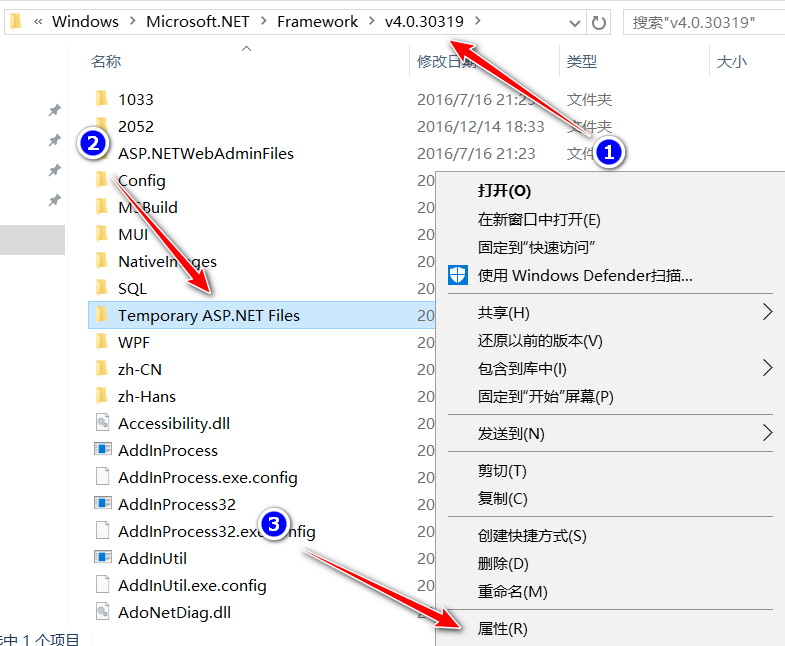 « Windows > Microsoft.NET > Framework > v4.0.30319 >
搜索"v4.0.30319"
名称 修改日期 类型 大小
1033 2016/7/16 21:23 文件夹
2052 2016/12/14 18:33 文件夹
ASP.NETWebAdminFiles 2016/7/16 21:23 文件
1
2
Config 20
MSBuild 20
MUI 20
NativeImages 20
SQL 20
Temporary ASP.NET Files 20
WPF 20
zh-CN 20
zh-Hans 20
Accessibility.dll 20
AddInProcess 20
AddInProcess.exe.config 20
AddInProcess32 20
3
AddInProcess32.exe.config 20
AddInUtil 20
AddInUtil.exe.config 20
AdoNetDiag.dll 20
选中 1 个项目
打开(O)
在新窗口中打开(E)
固定到"快速访问"
使用 Windows Defender扫描...
共享(H)
还原以前的版本(V)
包含到库中(I)
固定到"开始"屏幕(P)
发送到(N)
剪切(T)
复制(C)
创建快捷方式(S)
删除(D)
重命名(M)
属性(R)